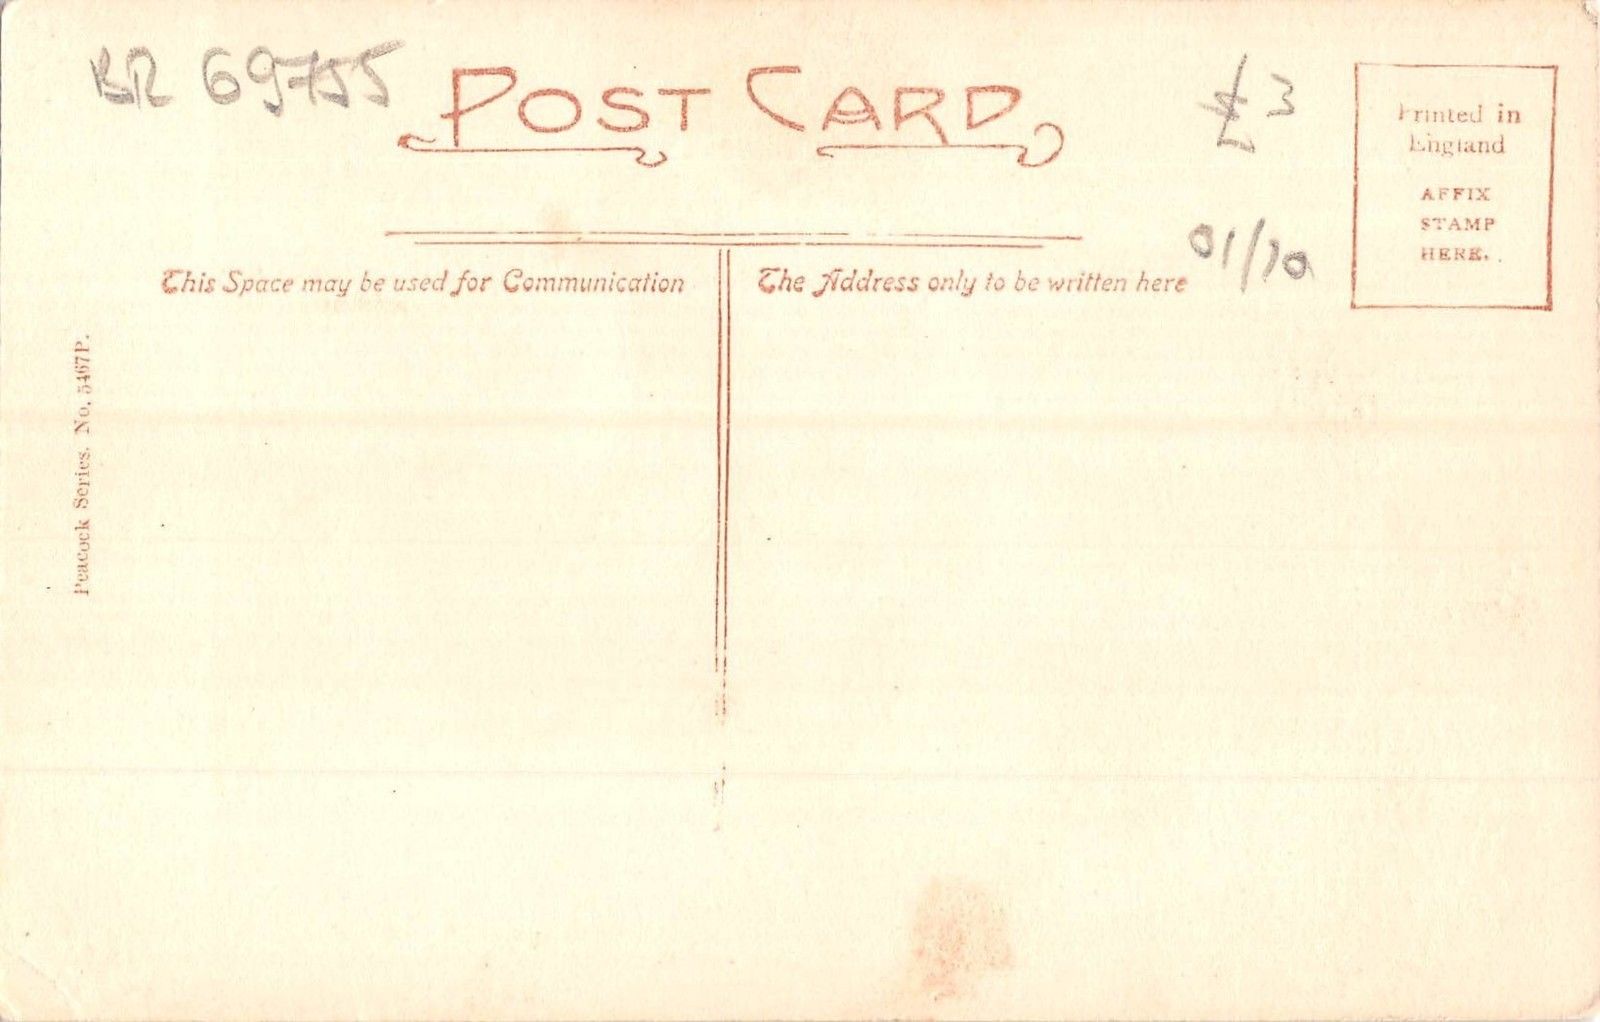 BR 69755
POST CARD
£3
Printed in
England
AFFIX
STAMP
HERE.
01/10
This Space may be used for Communication
The Address only to be written here
Peacock Series. No. 5467P.